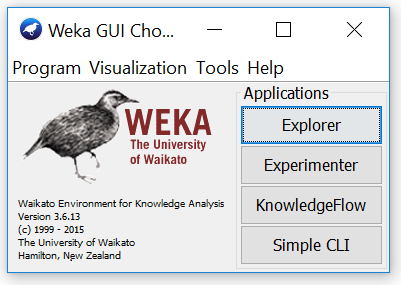 Weka GUI Cho...
Program Visualization Tools Help
WEKA
The University
of Waikato
Waikato Environment for Knowledge Analysis
Version 3.6.13
(c) 1999 - 2015
The University of Waikato
Hamilton, New Zealand
Applications
Explorer
Experimenter
KnowledgeFlow
Simple CLI